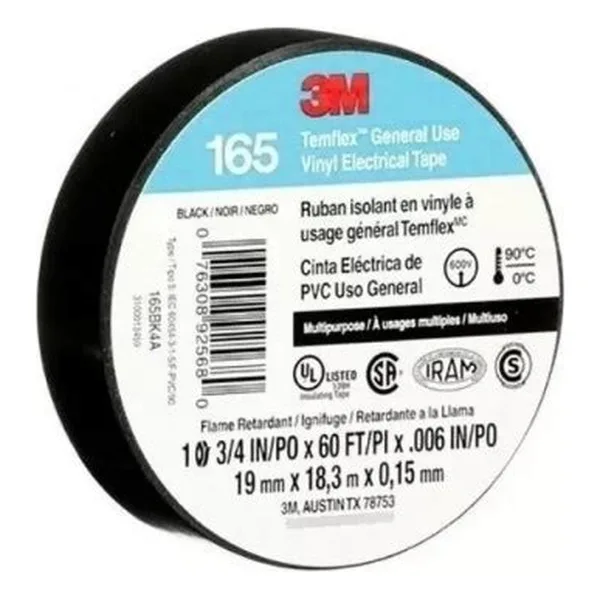 3M
165
Temflex™ General Use
Vinyl Electrical Tape
BLACK/NOIR/NEGRO
Ruban isolant en vinyle à
usage général Temflex MC
Cinta Eléctrica de
PVC Uso General
600V
90°C
0°C
Multipurpose / À usages multiples / Multiuso
0 76308 92568 0
165BK4A
UL LISTED
Insulating Tape
SA
IRAM
S
Flame Retardant / Ignifuge / Retardante a la Llama
1 3/4 IN/PO x 60 FT/PI x .006 IN/PO
19 mm x 18,3 m x 0,15 mm
3M, AUSTIN TX 78753